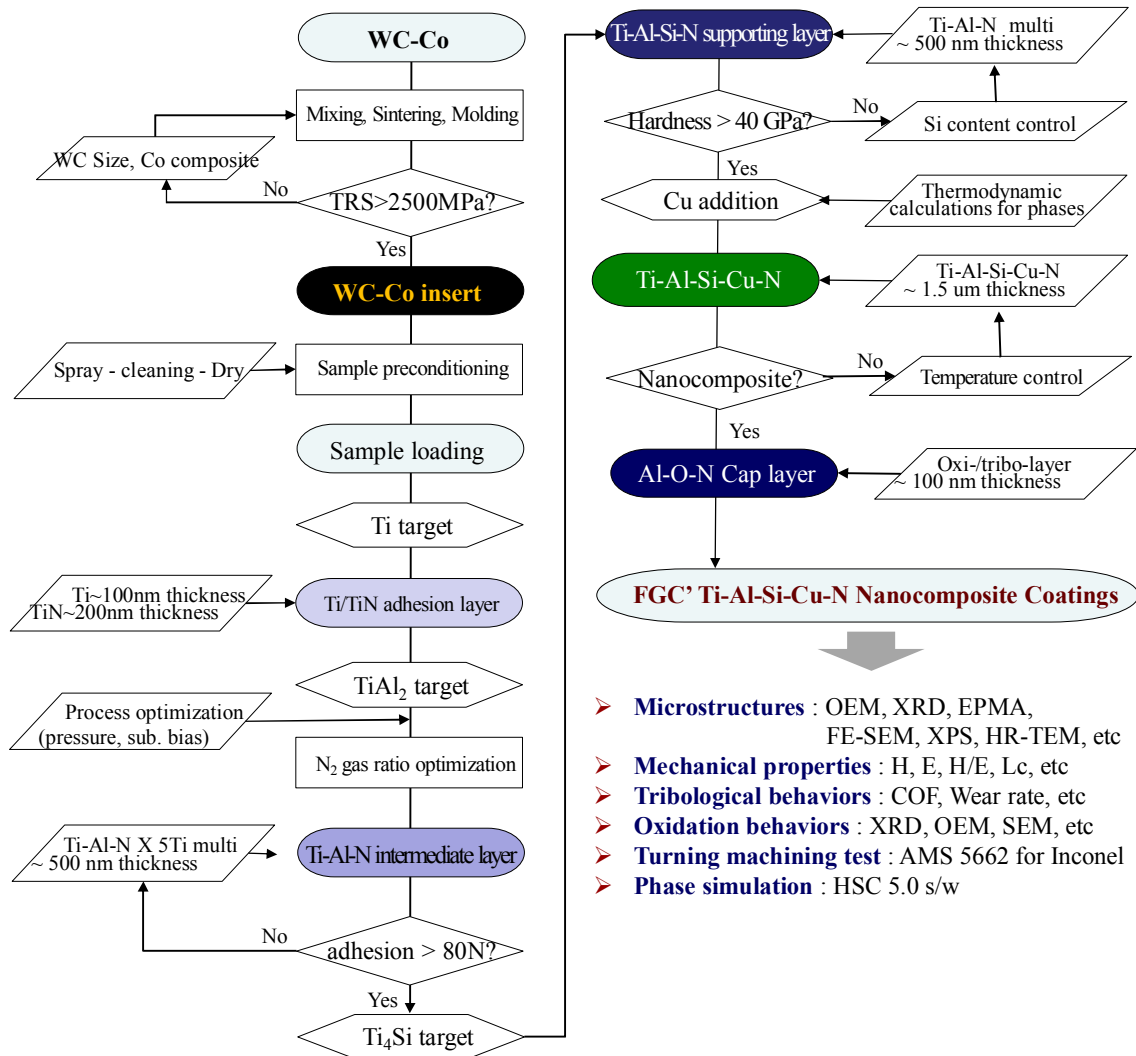 WC-Co
Mixing, Sintering, Molding
WC Size, Co composite
No
TRS>2500MPa?
Yes
WC-Co insert
Spray - cleaning - Dry
Sample preconditioning
Sample loading
Ti target
Ti~100nm thickness
TiN~200nm thickness
Ti/TiN adhesion layer
TiAl₂ target
Process optimization
(pressure, sub. bias)
N₂ gas ratio optimization
Ti-Al-N X 5Ti multi
~ 500 nm thickness
Ti-Al-N intermediate layer
No
adhesion > 80N?
Yes
Ti₄Si target
Ti-Al-Si-N supporting layer
Ti-Al-N multi
~ 500 nm thickness
Hardness > 40 GPa?
No
Si content control
Yes
Cu addition
Thermodynamic
calculations for phases
Ti-Al-Si-Cu-N
Ti-Al-Si-Cu-N
~ 1.5 um thickness
Nanocomposite?
No
Temperature control
Yes
Al-O-N Cap layer
Oxi-/tribo-layer
~ 100 nm thickness
FGC’ Ti-Al-Si-Cu-N Nanocomposite Coatings
➢ Microstructures : OEM, XRD, EPMA,
FE-SEM, XPS, HR-TEM, etc
➢ Mechanical properties : H, E, H/E, Lc, etc
➢ Tribological behaviors : COF, Wear rate, etc
➢ Oxidation behaviors : XRD, OEM, SEM, etc
➢ Turning machining test : AMS 5662 for Inconel
➢ Phase simulation : HSC 5.0 s/w